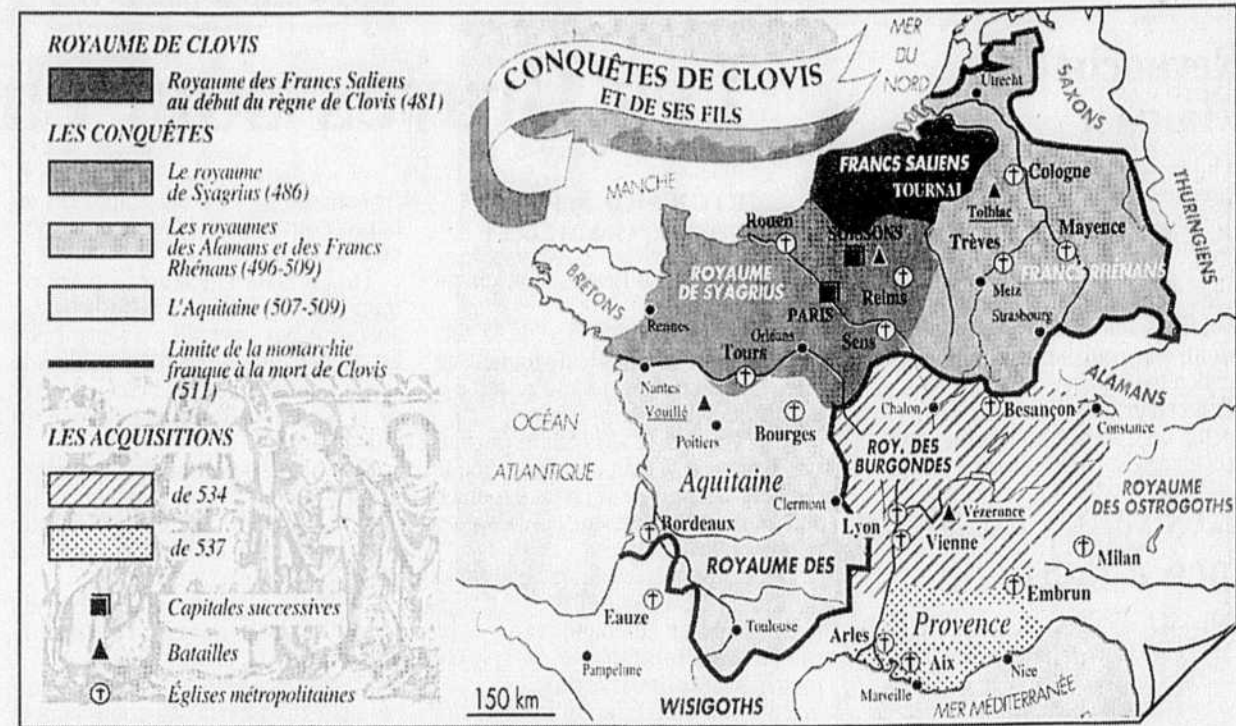 ROYAUME DE CLOVIS
Royaume des Francs Saliens
au début du règne de Clovis (481)
LES CONQUÊTES
Le royaume
de Syagrius (486)
Les royaumes
des Alamans et des Francs
Rhénans (496-509)
L'Aquitaine (507-509)
Limite de la monarchie
franque à la mort de Clovis
(511)
LES ACQUISITIONS
de 534
de 537
Capitales successives
Batailles
Églises métropolitaines
CONQUÊTES DE CLOVIS
ET DE SES FILS
MER
DU
NORD
Utrecht
SAXONS
THURINGIENS
MANCHE
FRANCS SALIENS
TOURNAI
Cologne
Tolbiac
Rouen
SOISSONS
Trèves
Mayence
BRETONS
ROYAUME
DE SYAGRIUS
Reims
FRANCS RHÉNANS
Metz
PARIS
Strasbourg
Rennes
Orléans
Sens
Tours
Nantes
Vouillé
Poitiers
Bourges
Chalon
Besançon
ALAMANS
Constance
OCÉAN
ATLANTIQUE
ROY. DES
BURGONDES
Aquitaine
Clermont
Lyon
Vézeronce
Vienne
ROYAUME
DES OSTROGOTHS
Milan
Bordeaux
ROYAUME DES
Embrun
Eauze
Toulouse
Arles
Provence
Pampelune
Aix
Nice
Marseille
MER MÉDITERRANÉE
150 km
WISIGOTHS